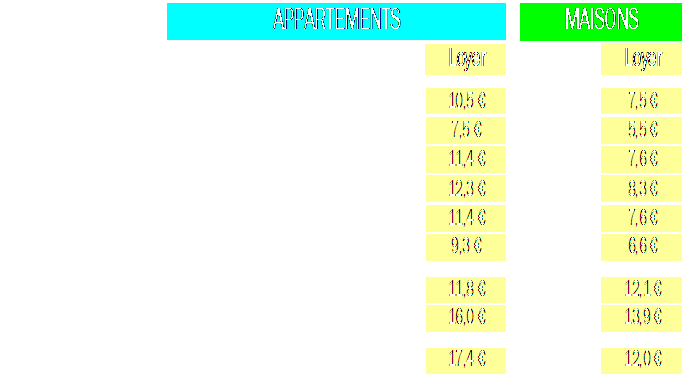 APPARTEMENTS MAISONS
Loyer Loyer
10,5 € 7,5 €
7,5 € 5,5 €
11,4 € 7,6 €
12,3 € 8,3 €
11,4 € 7,6 €
9,3 € 6,6 €
11,8 € 12,1 €
16,0 € 13,9 €
17,4 € 12,0 €